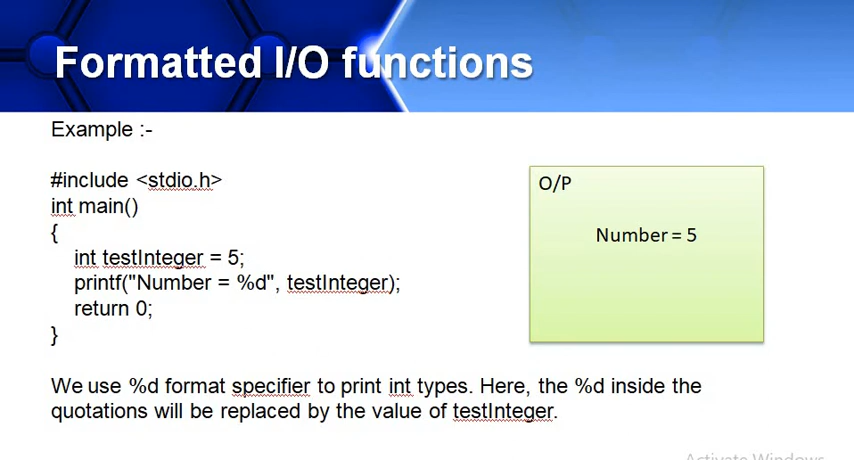 Formatted I/O functions
Example :-
#include <stdio.h>
int main()
{
int testInteger = 5;
printf("Number = %d", testInteger);
return 0;
}
O/P
Number = 5
We use %d format specifier to print int types. Here, the %d inside the
quotations will be replaced by the value of testInteger.
Activate Windows